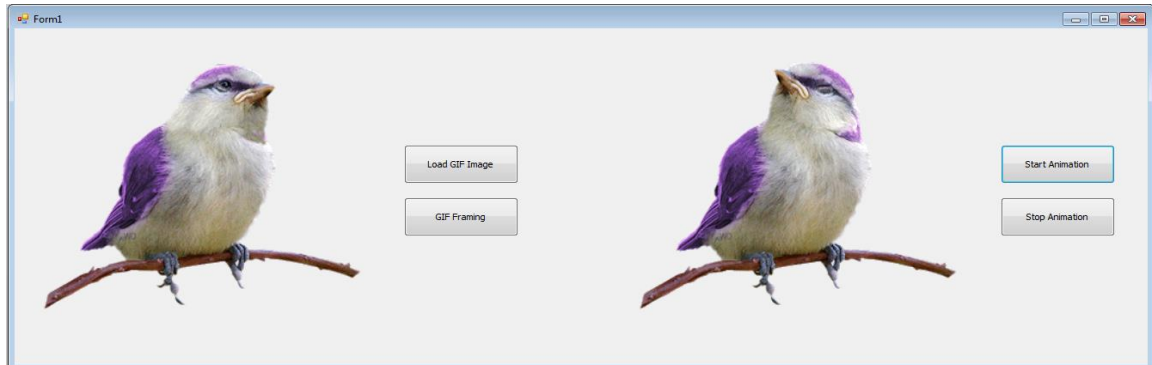 Form1
Load GIF Image
GIF Framing
Start Animation
Stop Animation